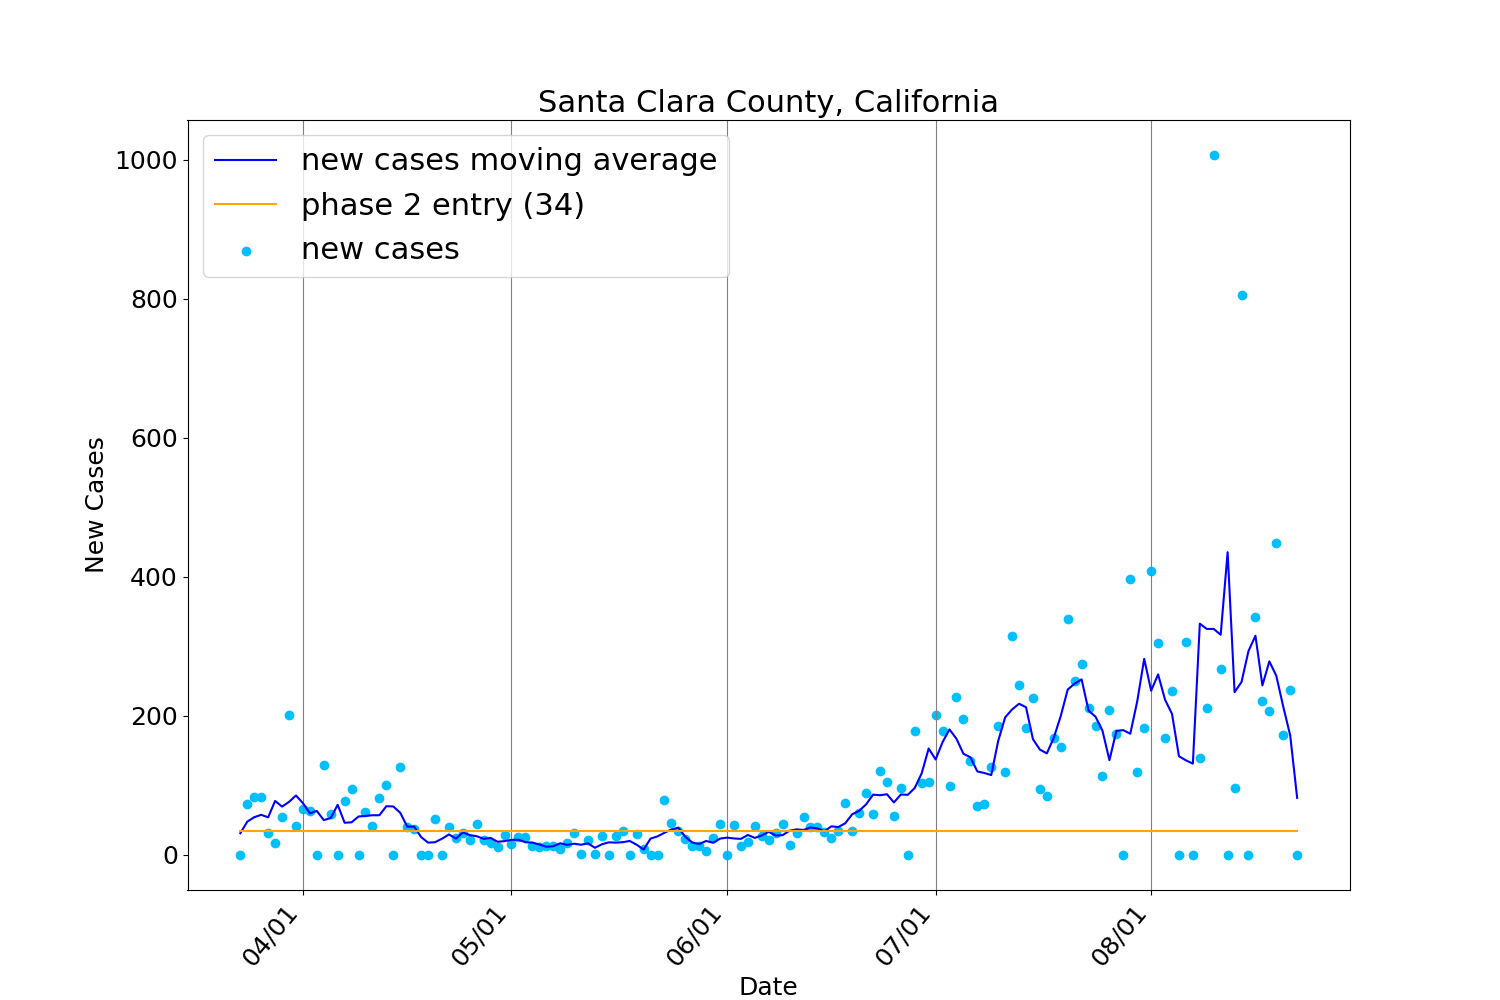 Santa Clara County, California
new cases moving average
phase 2 entry (34)
new cases
1000
800
600
400
200
0
New Cases
04/01
05/01
06/01
07/01
08/01
Date